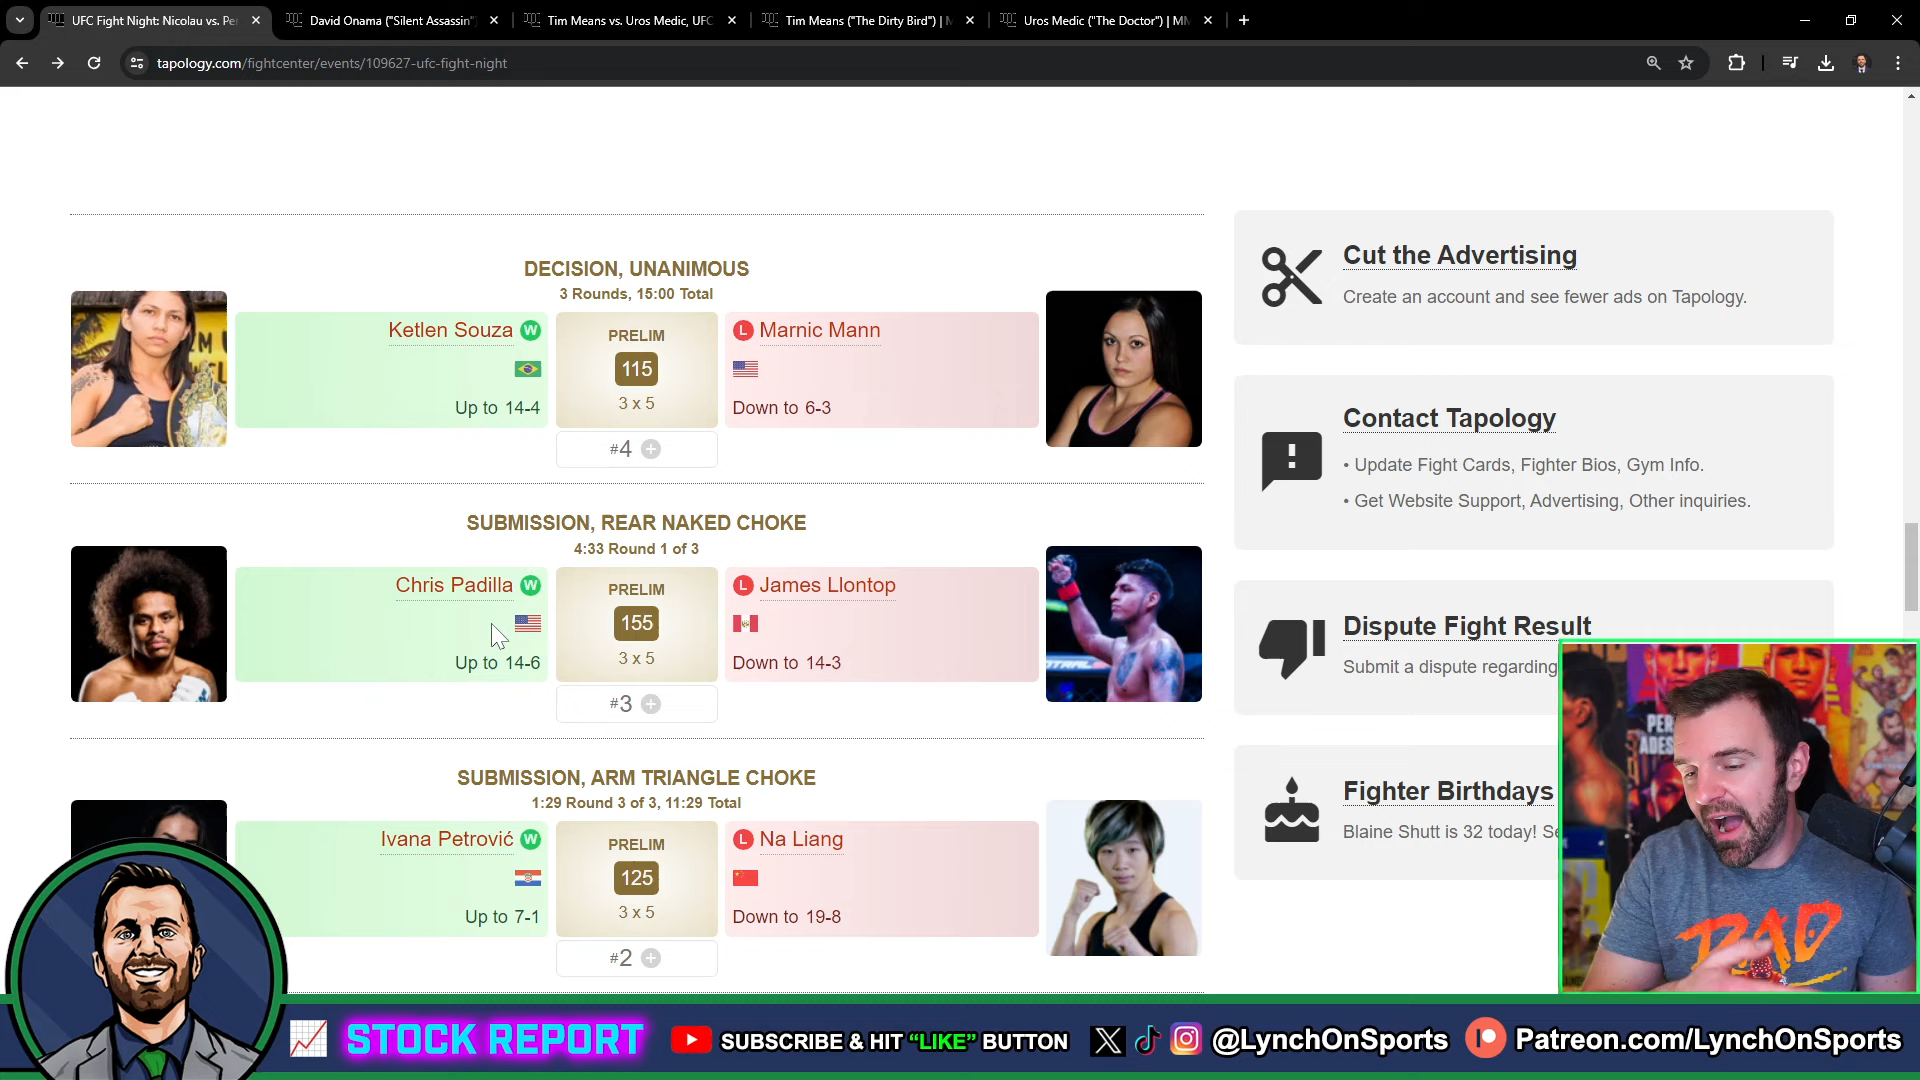 UFC Fight Night: Nicolau vs. Pe
David Onama ("Silent Assassin"
Tim Means vs. Uros Medic, UFC
Tim Means ("The Dirty Bird") | M
Uros Medic ("The Doctor") | MM
tapology.com/fightcenter/events/109627-ufc-fight-night
DECISION, UNANIMOUS
3 Rounds, 15:00 Total
Ketlen Souza W
PRELIM
L Marnic Mann
115
Up to 14-4
3 x 5
Down to 6-3
#4
SUBMISSION, REAR NAKED CHOKE
4:33 Round 1 of 3
Chris Padilla W
PRELIM
L James Llontop
155
Up to 14-6
3 x 5
Down to 14-3
#3
SUBMISSION, ARM TRIANGLE CHOKE
1:29 Round 3 of 3, 11:29 Total
Ivana Petrović W
PRELIM
L Na Liang
125
Up to 7-1
3 x 5
Down to 19-8
#2
Cut the Advertising
Create an account and see fewer ads on Tapology.
Contact Tapology
• Update Fight Cards, Fighter Bios, Gym Info.
• Get Website Support, Advertising, Other inquiries.
Dispute Fight Result
Submit a dispute regarding
Fighter Birthdays
Blaine Shutt is 32 today! Se
PER
ADES
DAD
STOCK REPORT
SUBSCRIBE & HIT “LIKE” BUTTON
@LynchOnSports
Patreon.com/LynchOnSports